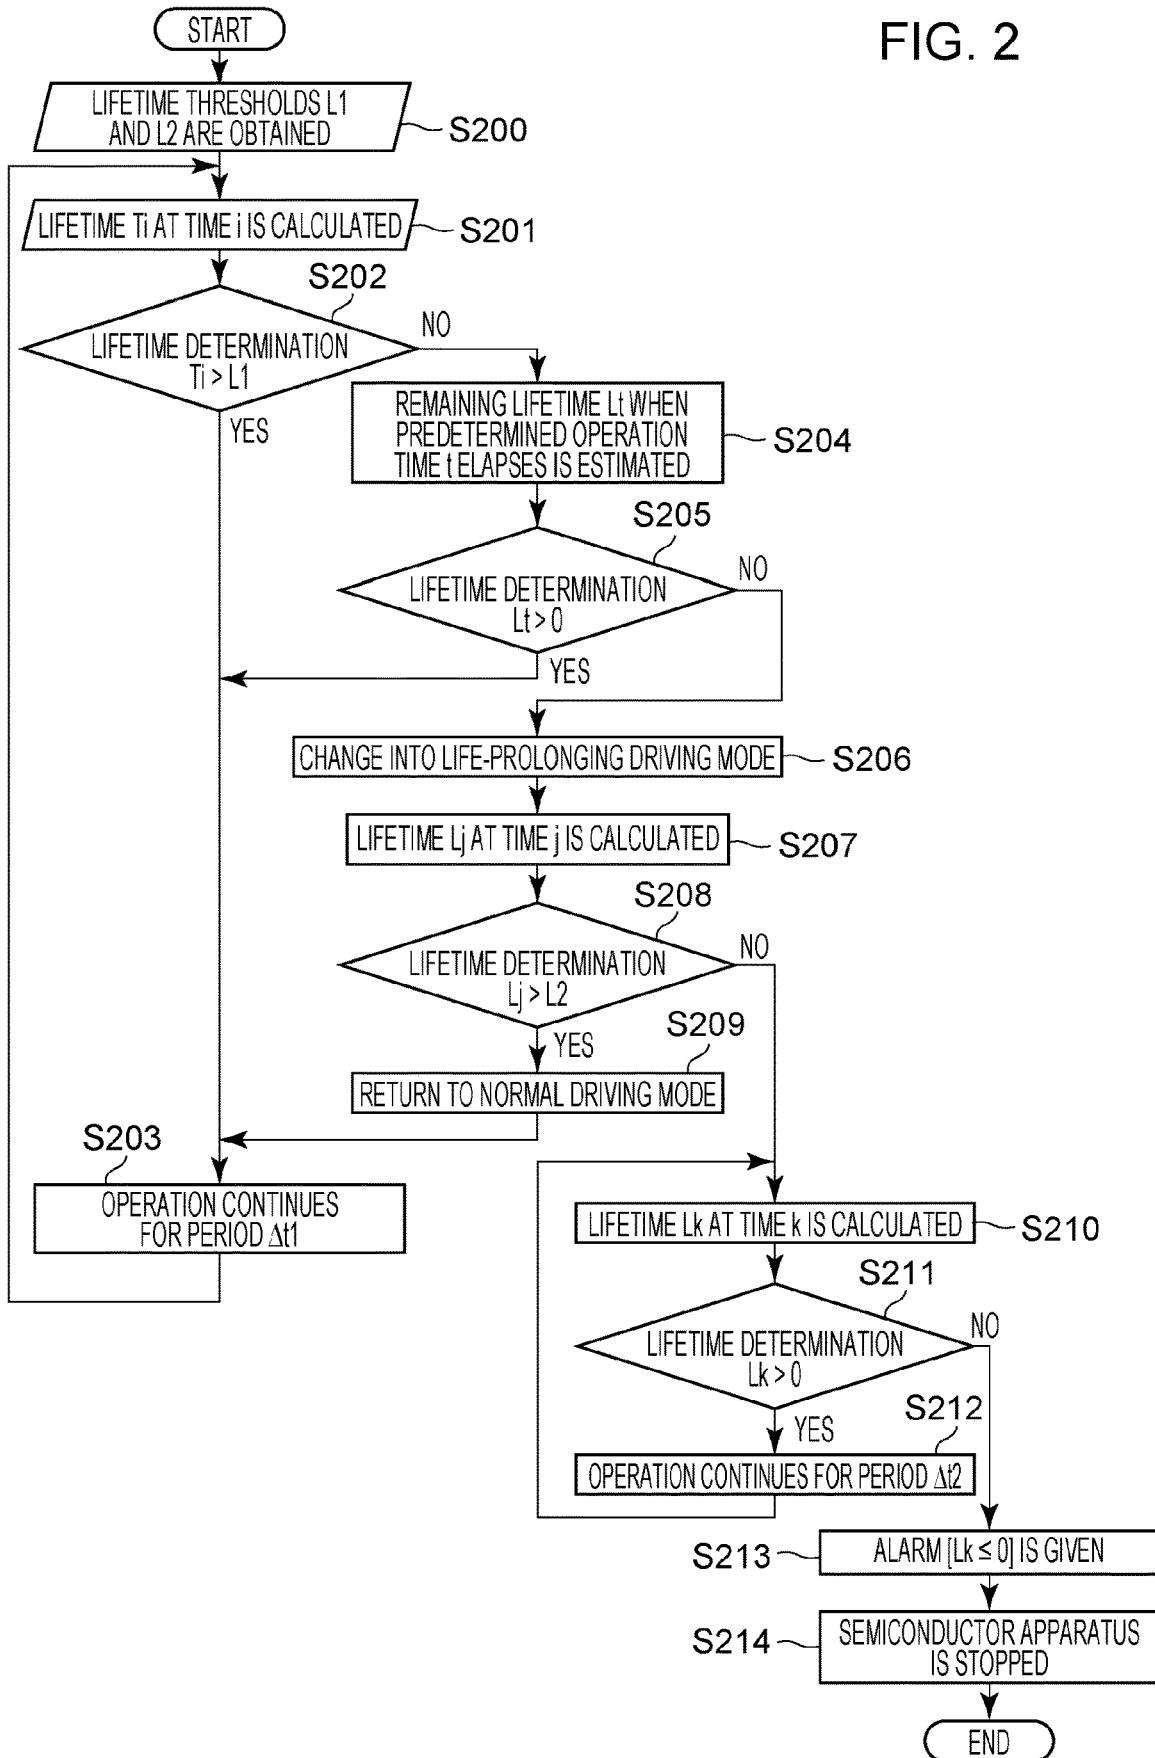 FIG. 2
START
LIFETIME THRESHOLDS L1
AND L2 ARE OBTAINED
S200
LIFETIME Ti AT TIME i IS CALCULATED
S201
S202
LIFETIME DETERMINATION
Ti > L1
NO
YES
REMAINING LIFETIME Lt WHEN
PREDETERMINED OPERATION
TIME t ELAPSES IS ESTIMATED
S204
S205
LIFETIME DETERMINATION
Lt > 0
NO
YES
CHANGE INTO LIFE-PROLONGING DRIVING MODE
S206
LIFETIME Lj AT TIME j IS CALCULATED
S207
S208
LIFETIME DETERMINATION
Lj > L2
NO
YES
S209
RETURN TO NORMAL DRIVING MODE
S203
OPERATION CONTINUES
FOR PERIOD Δt1
LIFETIME Lk AT TIME k IS CALCULATED
S210
S211
LIFETIME DETERMINATION
Lk > 0
NO
YES
S212
OPERATION CONTINUES FOR PERIOD Δt2
S213
ALARM [Lk ≤ 0] IS GIVEN
S214
SEMICONDUCTOR APPARATUS
IS STOPPED
END